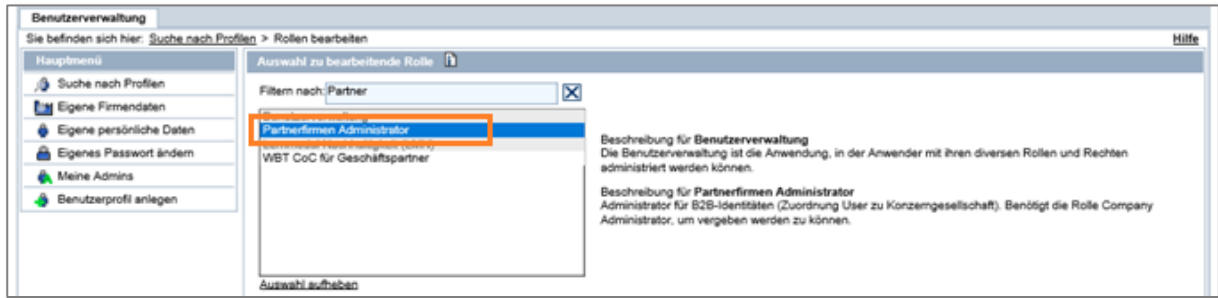 Benutzerverwaltung
Sie befinden sich hier: Suche nach Profilen > Rollen bearbeiten
Hilfe
Hauptmenü
Suche nach Profilen
Eigene Firmendaten
Eigene persönliche Daten
Eigenes Passwort ändern
Meine Admins
Benutzerprofil anlegen
Auswahl zu bearbeitende Rolle
Filtern nach: Partner
Benutzerverwaltung
Partnerfirmen Administrator
Lernmodul Nachhaltigkeit
WBT CoC für Geschäftspartner
Auswahl aufheben
Beschreibung für Benutzerverwaltung
Die Benutzerverwaltung ist die Anwendung, in der Anwender mit ihren diversen Rollen und Rechten
administriert werden können.
Beschreibung für Partnerfirmen Administrator
Administrator für B2B-Identitäten (Zuordnung User zu Konzerngesellschaft). Benötigt die Rolle Company
Administrator, um vergeben werden zu können.